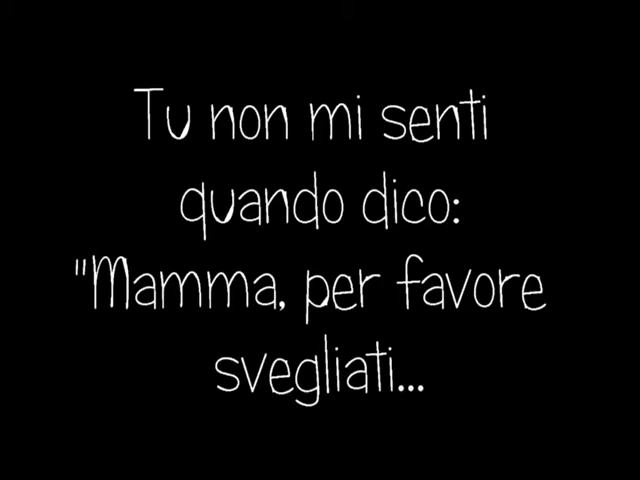 Tu non mi senti
quando dico:
"Mamma, per favore
svegliati...